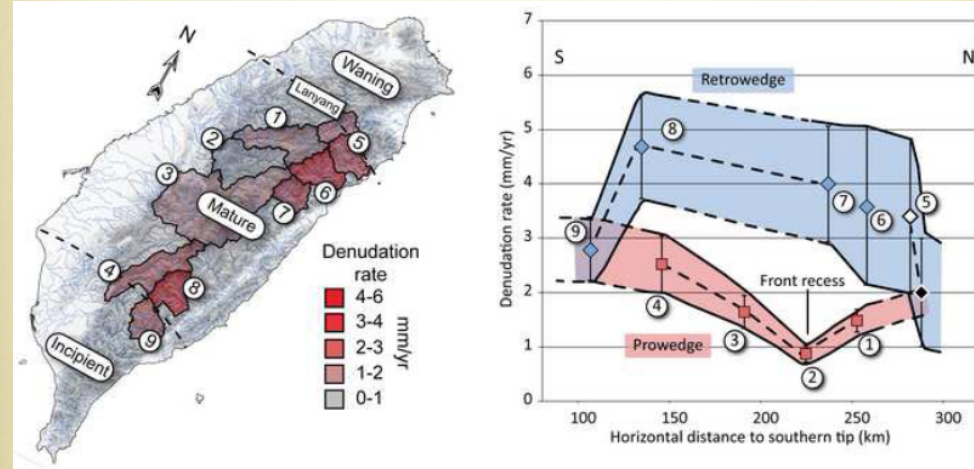 N
Waning
Lanyang
1
2
5
3
6
7
Mature
4
8
9
Incipient
Denudation
rate
4-6
3-4
2-3
1-2
0-1
mm/yr
7
6
5
4
3
2
1
0
Denudation rate (mm/yr)
S
N
Retrowedge
8
7
6
5
9
4
Front recess
3
Prowedge
1
2
100
150
200
250
300
Horizontal distance to southern tip (km)